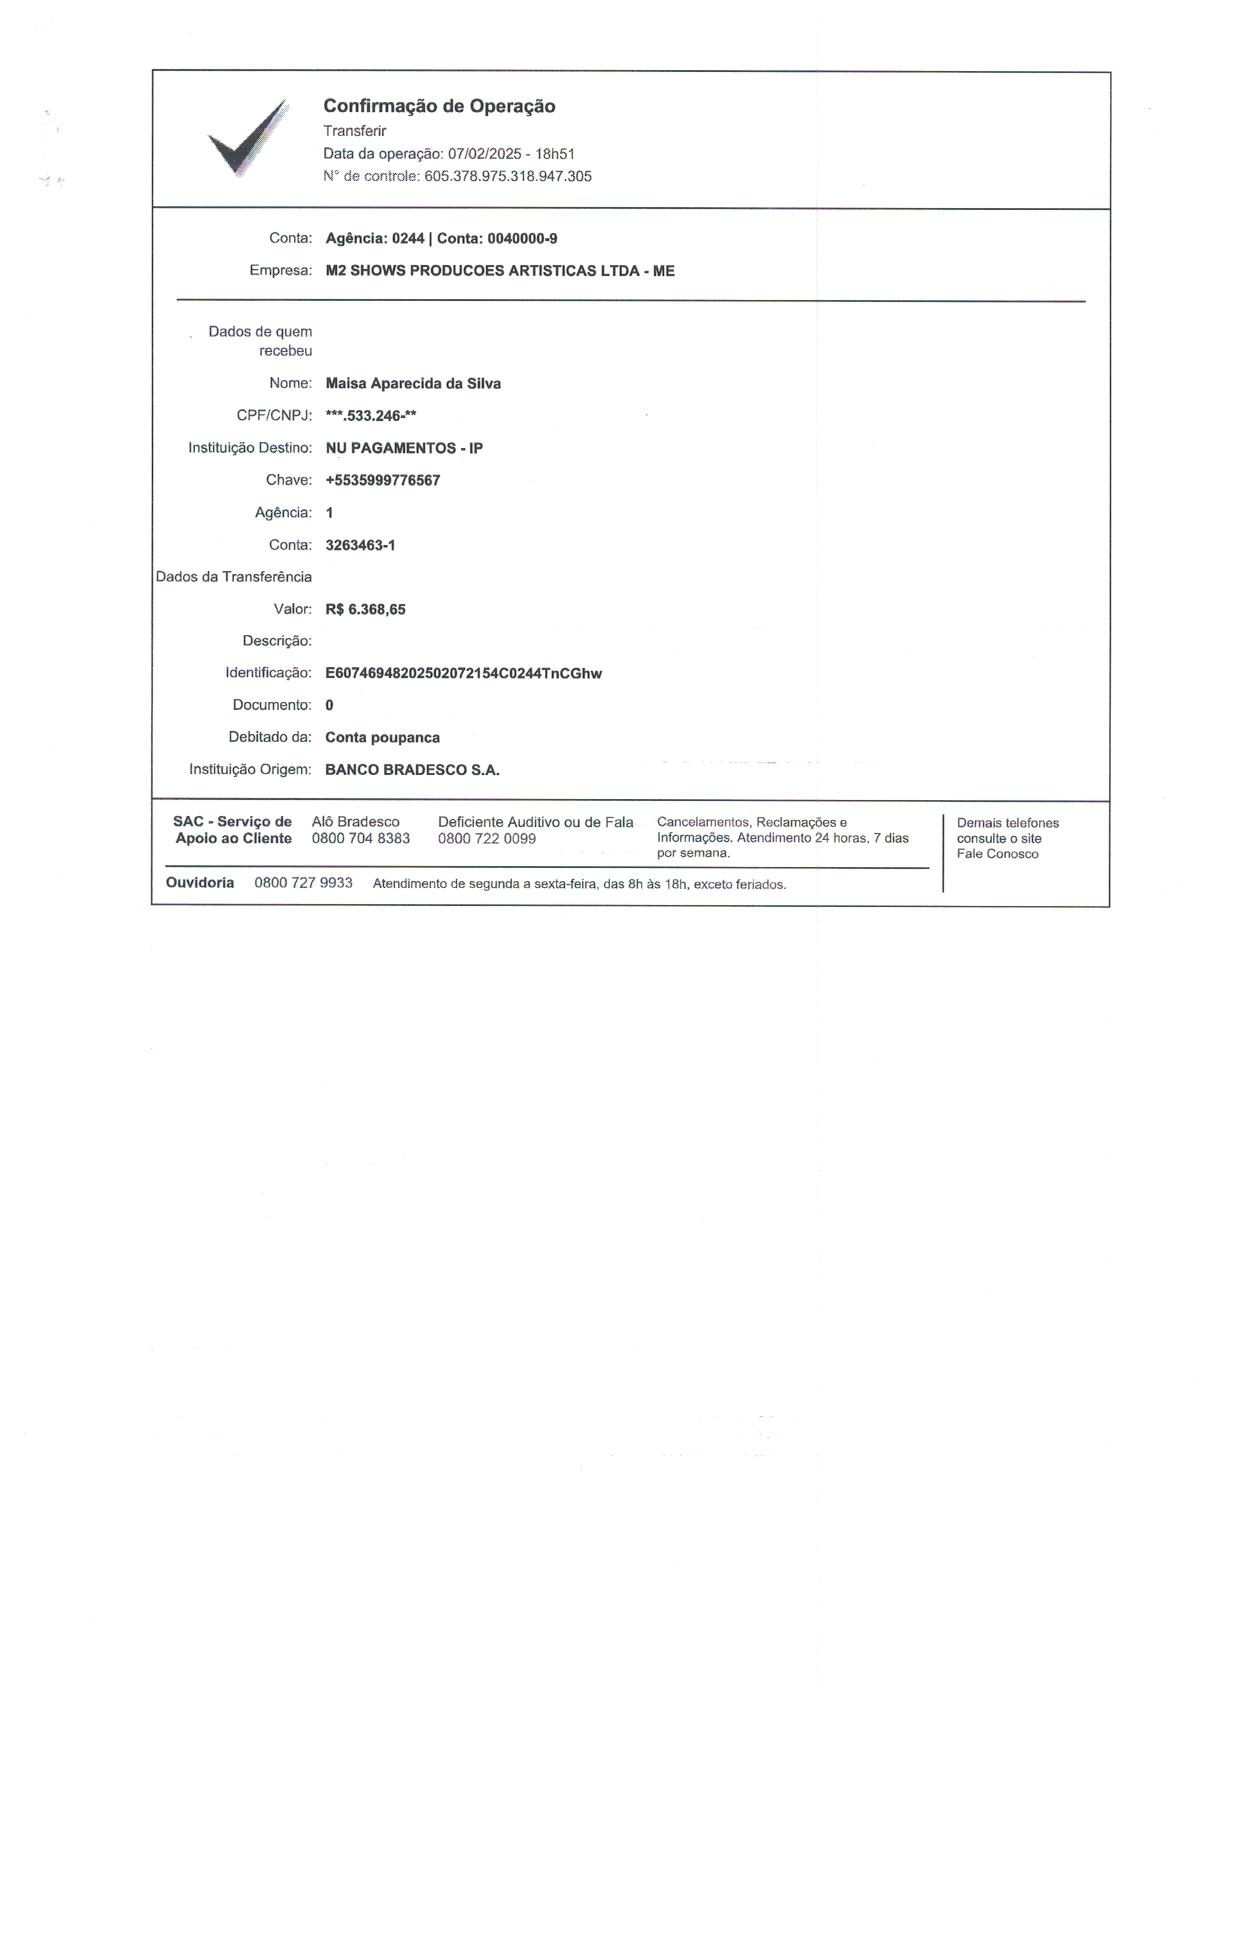 Confirmação de Operação
Transferir
Data da operação: 07/02/2025 - 18h51
N° de controle: 605.378.975.318.947.305
Conta: Agência: 0244 | Conta: 0040000-9
Empresa: M2 SHOWS PRODUCOES ARTISTICAS LTDA - ME
Dados de quem
recebeu
Nome: Maisa Aparecida da Silva
CPF/CNPJ: ***.533.246-**
Instituição Destino: NU PAGAMENTOS - IP
Chave: +5535999776567
Agência: 1
Conta: 3263463-1
Dados da Transferência
Valor: R$ 6.368,65
Descrição:
Identificação: E60746948202502072154C0244TnCGhw
Documento: 0
Debitado da: Conta poupanca
Instituição Origem: BANCO BRADESCO S.A.
SAC - Serviço de
Apoio ao Cliente
Alô Bradesco
0800 704 8383
Deficiente Auditivo ou de Fala
0800 722 0099
Cancelamentos, Reclamações e
Informações. Atendimento 24 horas, 7 dias
por semana.
Demais telefones
consulte o site
Fale Conosco
Ouvidoria 0800 727 9933 Atendimento de segunda a sexta-feira, das 8h às 18h, exceto feriados.